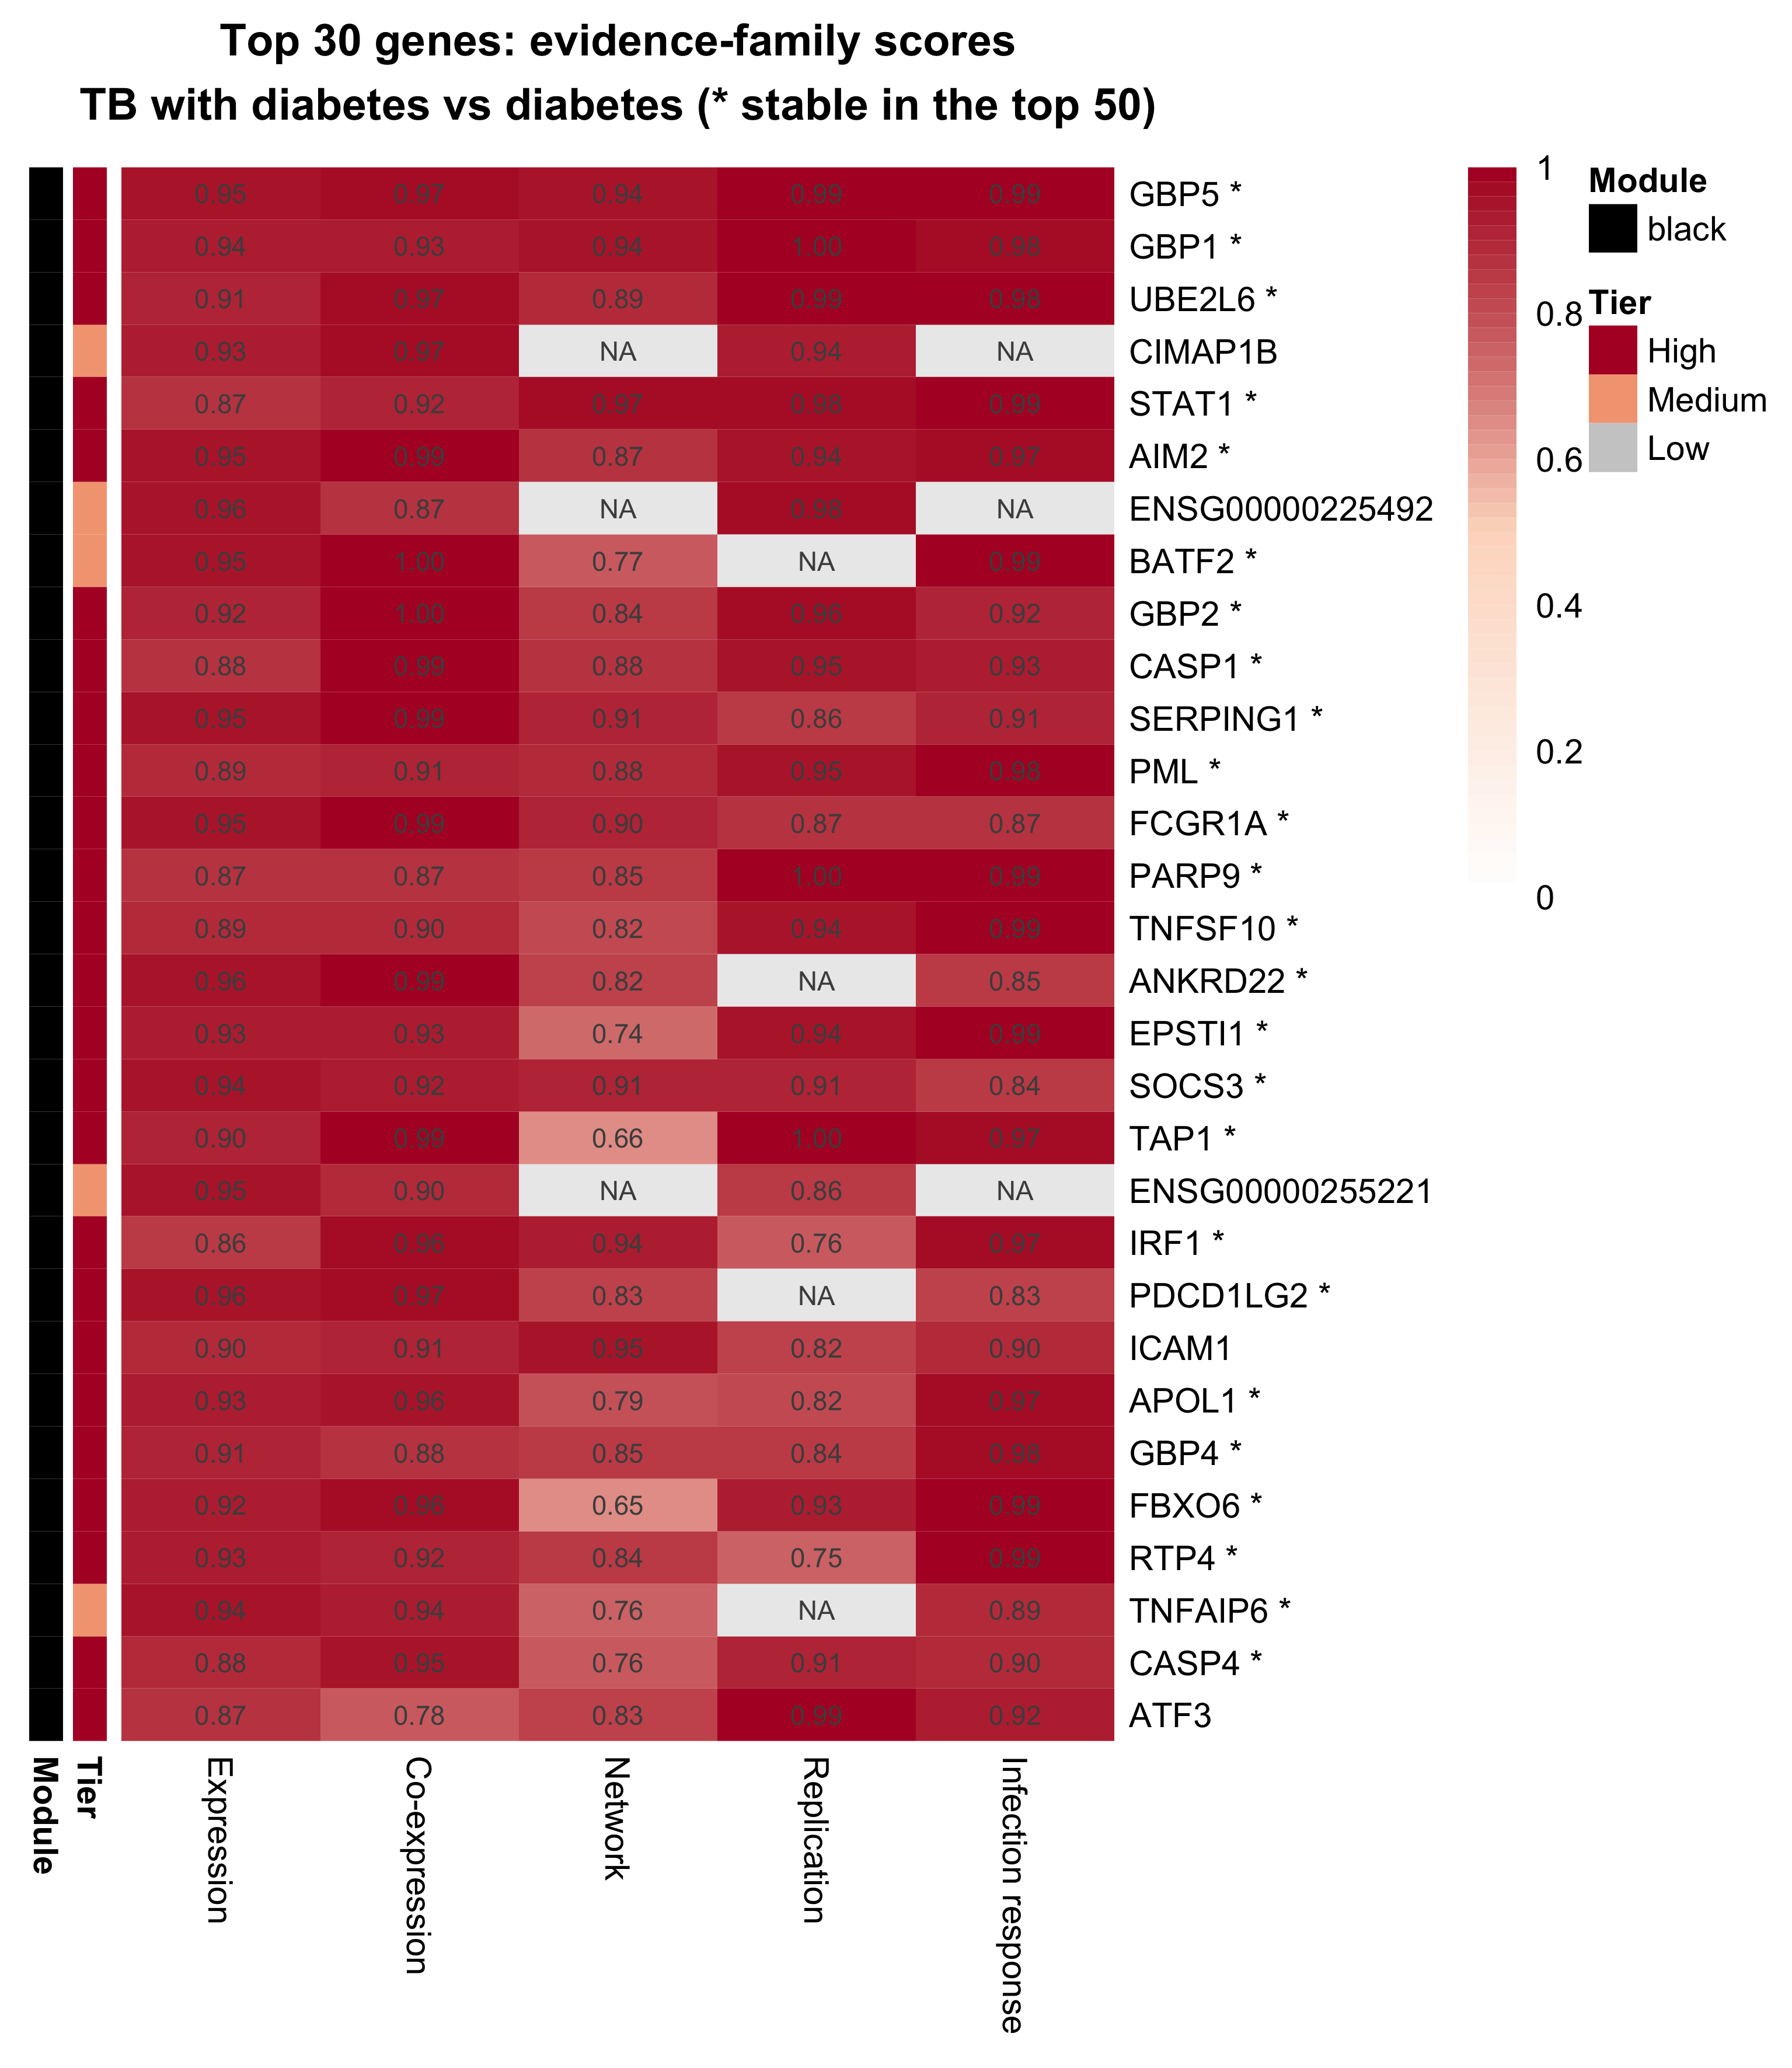 Top 30 genes: evidence-family scores
TB with diabetes vs diabetes (* stable in the top 50)
0.95 0.97 0.94 0.99 0.99 GBP5 *
0.94 0.93 0.94 1.00 0.98 GBP1 *
0.91 0.97 0.89 0.99 0.98 UBE2L6 *
0.93 0.97 NA 0.94 NA CIMAP1B
0.87 0.92 0.97 0.98 0.99 STAT1 *
0.95 0.99 0.87 0.94 0.97 AIM2 *
0.96 0.87 NA 0.98 NA ENSG00000225492
0.95 1.00 0.77 NA 0.99 BATF2 *
0.92 1.00 0.84 0.96 0.92 GBP2 *
0.88 0.99 0.88 0.95 0.93 CASP1 *
0.95 0.99 0.91 0.86 0.91 SERPING1 *
0.89 0.91 0.88 0.95 0.98 PML *
0.95 0.99 0.90 0.87 0.87 FCGR1A *
0.87 0.87 0.85 1.00 0.99 PARP9 *
0.89 0.90 0.82 0.94 0.99 TNFSF10 *
0.96 0.99 0.82 NA 0.85 ANKRD22 *
0.93 0.93 0.74 0.94 0.99 EPSTI1 *
0.94 0.92 0.91 0.91 0.84 SOCS3 *
0.90 0.99 0.66 1.00 0.97 TAP1 *
0.95 0.90 NA 0.86 NA ENSG00000255221
0.86 0.96 0.94 0.76 0.97 IRF1 *
0.96 0.97 0.83 NA 0.83 PDCD1LG2 *
0.90 0.91 0.95 0.82 0.90 ICAM1
0.93 0.96 0.79 0.82 0.97 APOL1 *
0.91 0.88 0.85 0.84 0.98 GBP4 *
0.92 0.96 0.65 0.93 0.99 FBXO6 *
0.93 0.92 0.84 0.75 0.99 RTP4 *
0.94 0.94 0.76 NA 0.89 TNFAIP6 *
0.88 0.95 0.76 0.91 0.90 CASP4 *
0.87 0.78 0.83 0.99 0.92 ATF3
Module
Tier
Expression
Co-expression
Network
Replication
Infection response
1
0.8
0.6
0.4
0.2
0
Module
black
Tier
High
Medium
Low